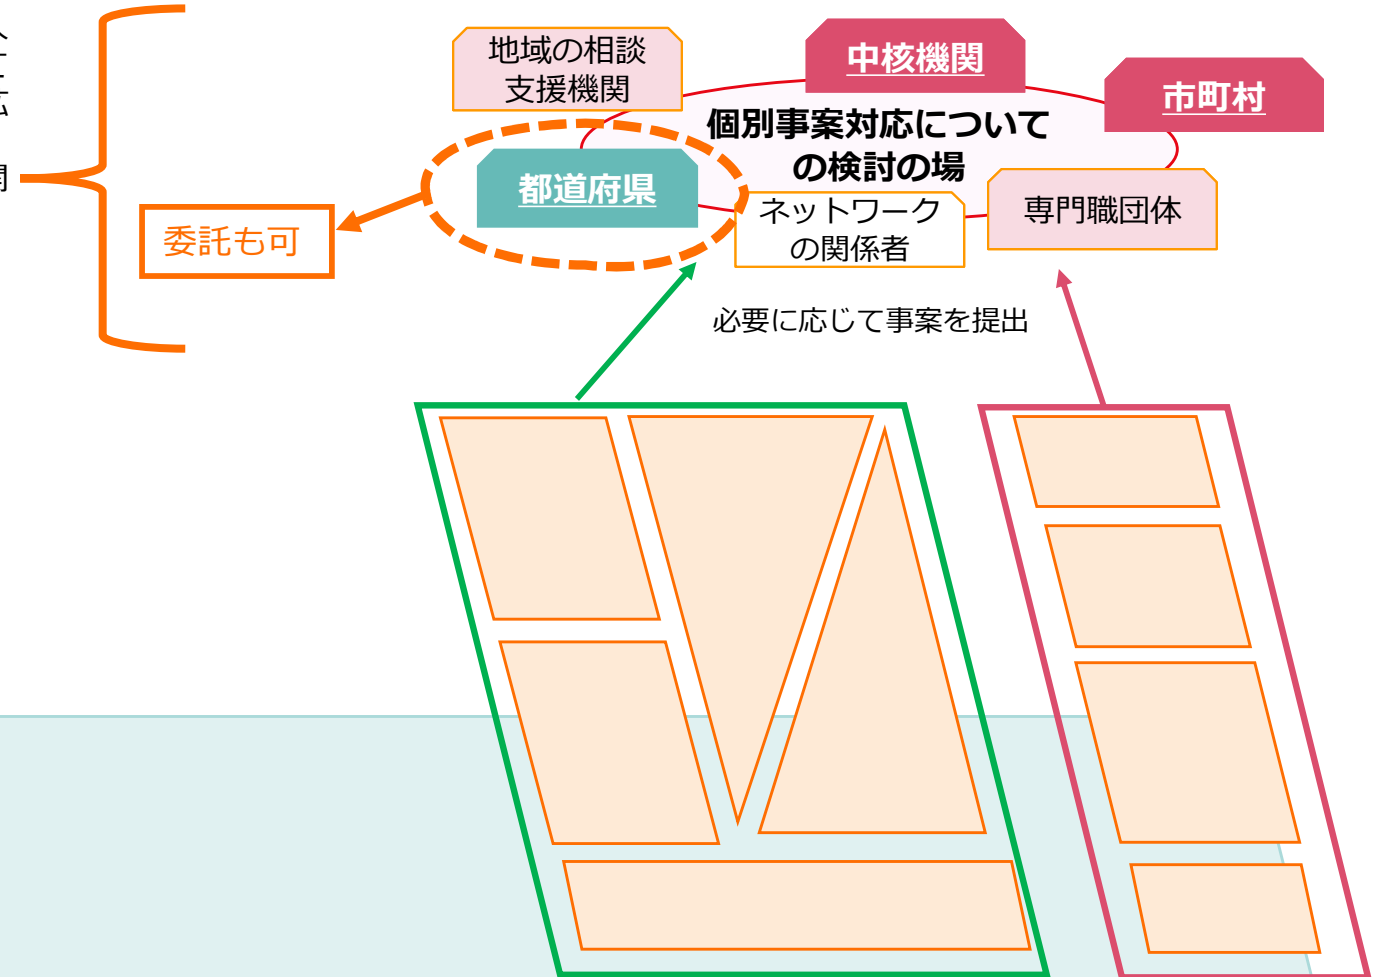 地域の相談
支援機関
中核機関
市町村
個別事案対応について
の検討の場
都道府県
専門職団体
ネットワーク
の関係者
委託も可
必要に応じて事案を提出